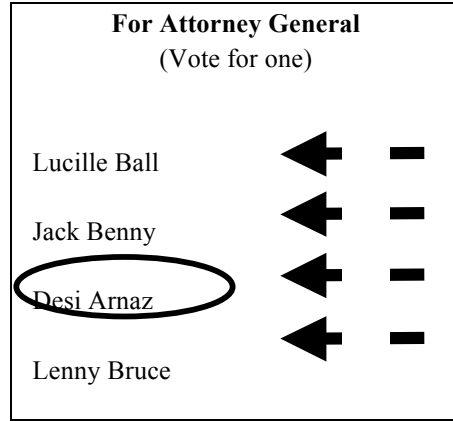 For Attorney General
(Vote for one)
Lucille Ball
Jack Benny
Desi Arnaz
Lenny Bruce